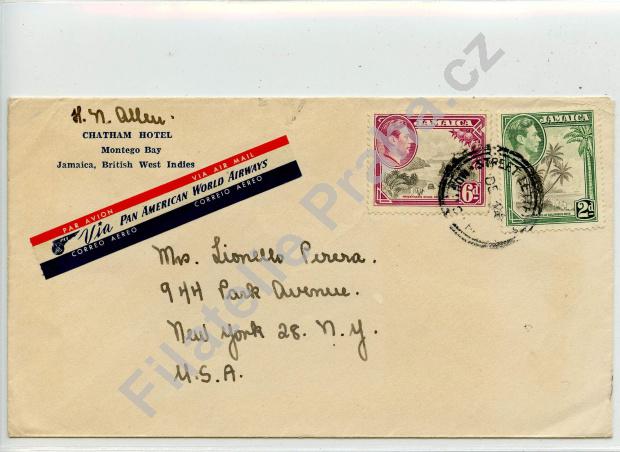 H. N. Allen.
CHATHAM HOTEL
Montego Bay
Jamaica, British West Indies
PAR AVION VIA AIR MAIL
Via PAN AMERICAN WORLD AIRWAYS
CORREO AEREO CORREIO AEREO
JAMAICA
6d
JAMAICA
2d
Mrs. Lionello Perera.
944 Park Avenue.
New York 28. N.Y.
U.S.A.
Filatelie Praha.cz